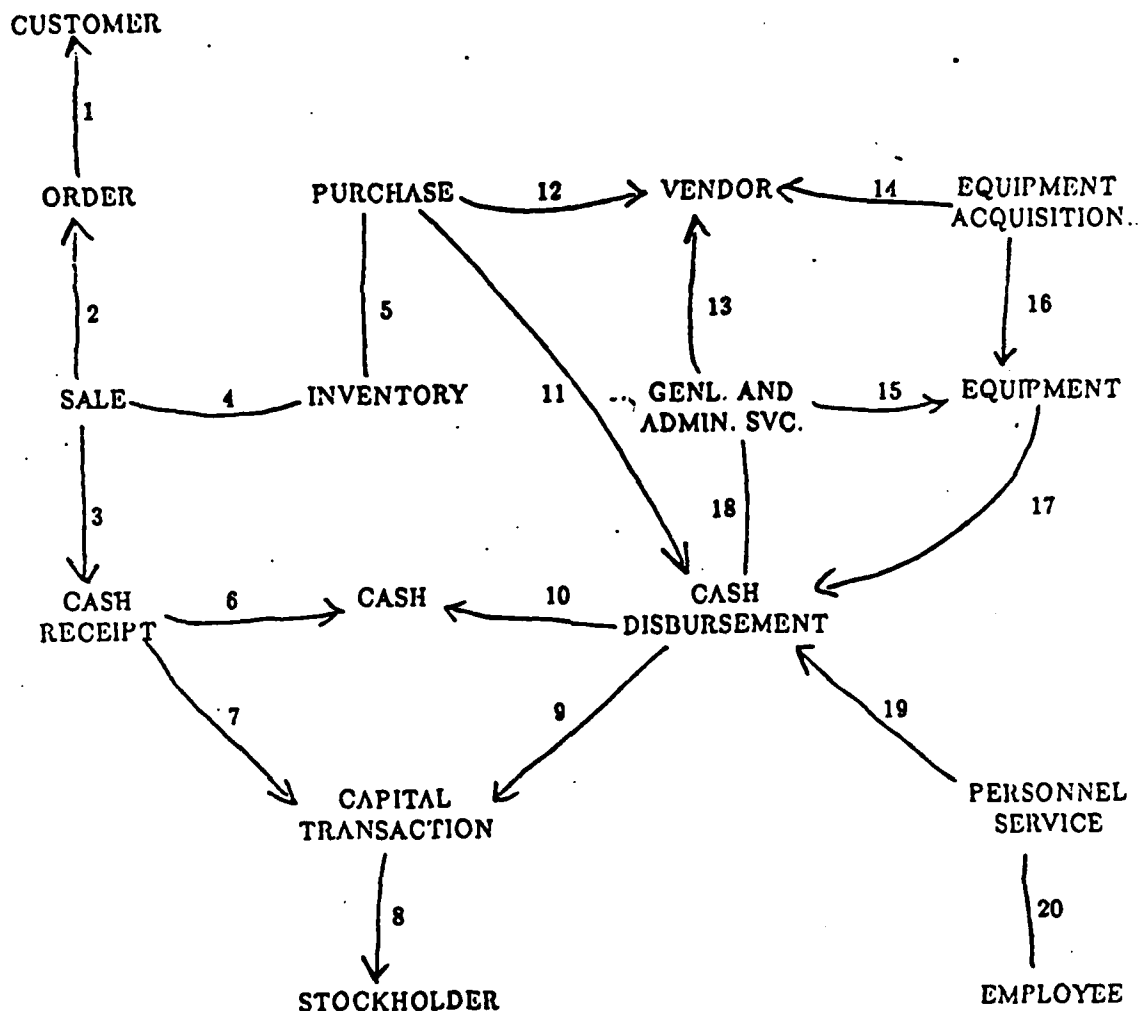 CUSTOMER
1
ORDER
PURCHASE
12
VENDOR
14
EQUIPMENT
ACQUISITION..
2
5
13
16
SALE
4
INVENTORY
11
GENL. AND
ADMIN. SVC.
15
EQUIPMENT
3
18
17
CASH
RECEIPT
6
CASH
10
CASH
DISBURSEMENT
7
9
19
CAPITAL
TRANSACTION
PERSONNEL
SERVICE
8
20
STOCKHOLDER
EMPLOYEE